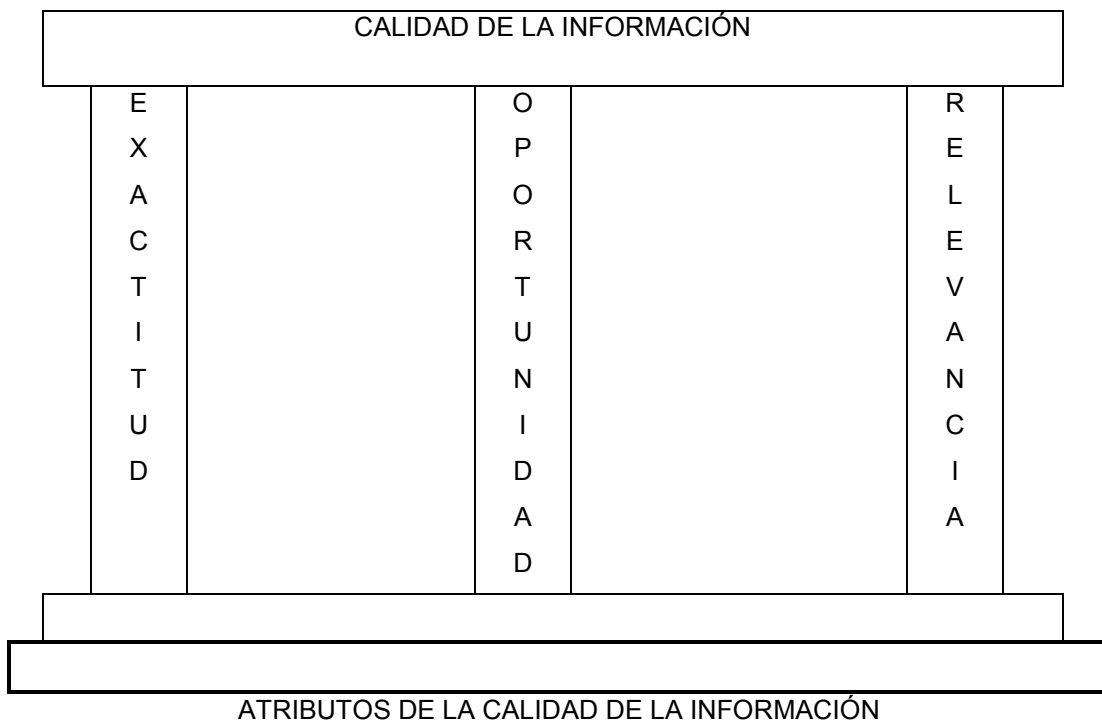 CALIDAD DE LA INFORMACIÓN
EXACTITUD
OPORTUNIDAD
RELEVANCIA
ATRIBUTOS DE LA CALIDAD DE LA INFORMACIÓN